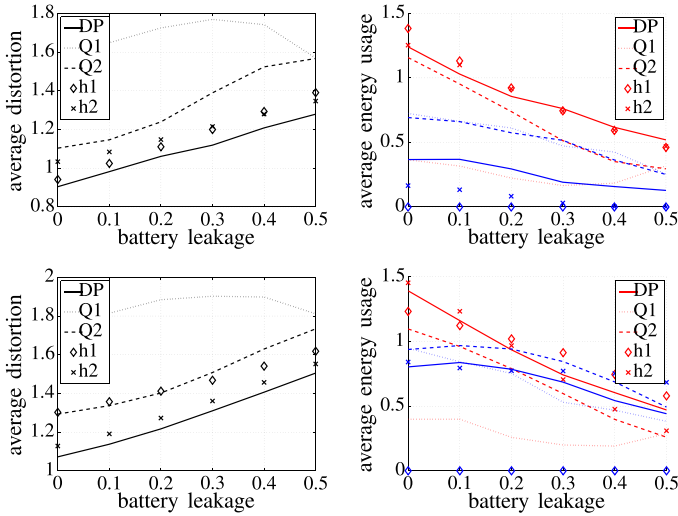 average distortion
1.8
1.6
1.4
1.2
1
0.8
DP
Q1
Q2
h1
h2
0 0.1 0.2 0.3 0.4 0.5
battery leakage
average energy usage
1.5
1
0.5
0
DP
Q1
Q2
h1
h2
0 0.1 0.2 0.3 0.4 0.5
battery leakage
average distortion
2
1.8
1.6
1.4
1.2
1
DP
Q1
Q2
h1
h2
0 0.1 0.2 0.3 0.4 0.5
battery leakage
average energy usage
1.5
1
0.5
0
DP
Q1
Q2
h1
h2
0 0.1 0.2 0.3 0.4 0.5
battery leakage